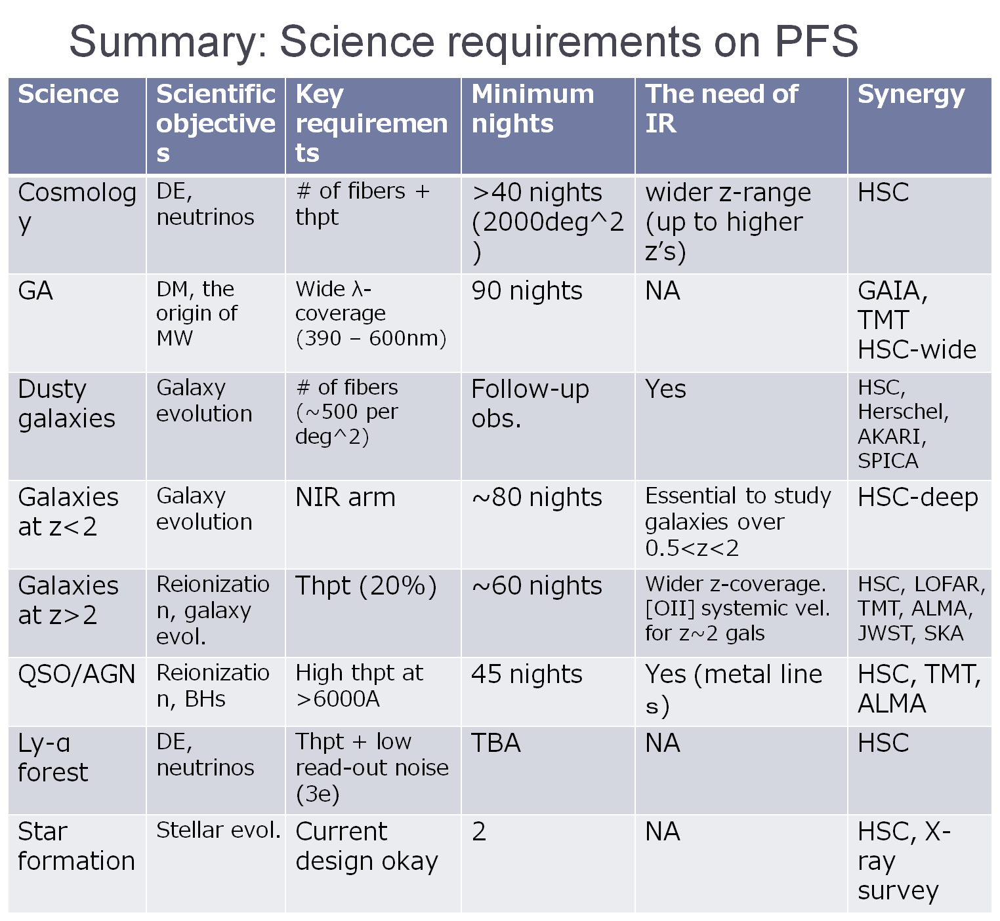 Summary: Science requirements on PFS
Science
Scientific
objective
s
Key
requiremen
ts
Minimum
nights
The need of
IR
Synergy
Cosmolog
y
DE,
neutrinos
# of fibers +
thpt
>40 nights
(2000deg^2
)
wider z-range
(up to higher
z’s)
HSC
GA
DM, the
origin of
MW
Wide λ-
coverage
(390 – 600nm)
90 nights
NA
GAIA,
TMT
HSC-wide
Dusty
galaxies
Galaxy
evolution
# of fibers
(~500 per
deg^2)
Follow-up
obs.
Yes
HSC,
Herschel,
AKARI,
SPICA
Galaxies
at z<2
Galaxy
evolution
NIR arm
~80 nights
Essential to study
galaxies over
0.5<z<2
HSC-deep
Galaxies
at z>2
Reionizatio
n, galaxy
evol.
Thpt (20%)
~60 nights
Wider z-coverage.
[OII] systemic vel.
for z~2 gals
HSC, LOFAR,
TMT, ALMA,
JWST, SKA
QSO/AGN
Reionizatio
n, BHs
High thpt at
>6000A
45 nights
Yes (metal line
s)
HSC, TMT,
ALMA
Ly-α
forest
DE,
neutrinos
Thpt + low
read-out noise
(3e)
TBA
NA
HSC
Star
formation
Stellar evol.
Current
design okay
2
NA
HSC, X-
ray
survey